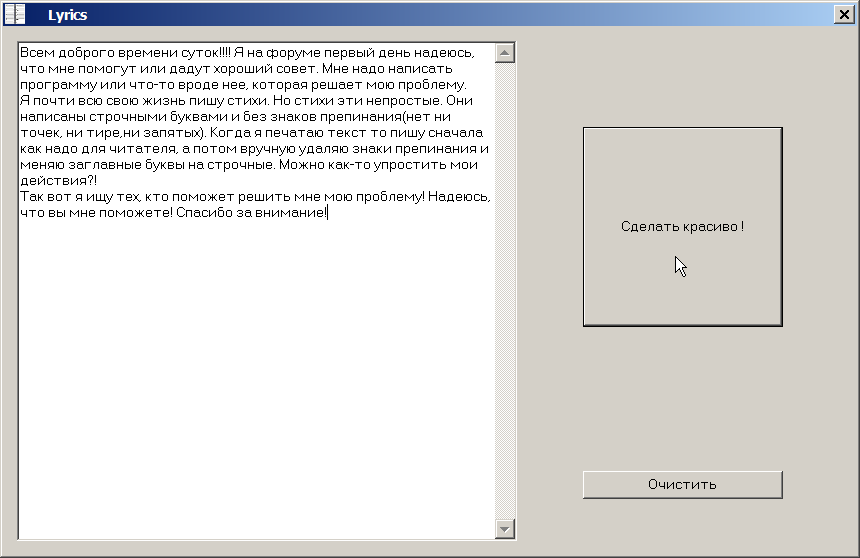 Lyrics
Всем доброго времени суток!!!! Я на форуме первый день надеюсь,
что мне помогут или дадут хороший совет. Мне надо написать
программу или что-то вроде нее, которая решает мою проблему.
Я почти всю свою жизнь пишу стихи. Но стихи эти непростые. Они
написаны строчными буквами и без знаков препинания(нет ни
точек, ни тире,ни запятых). Когда я печатаю текст то пишу сначала
как надо для читателя, а потом вручную удаляю знаки препинания и
меняю заглавные буквы на строчные. Можно как-то упростить мои
действия?!
Так вот я ищу тех, кто поможет решить мне мою проблему! Надеюсь,
что вы мне поможете! Спасибо за внимание!
Сделать красиво !
Очистить